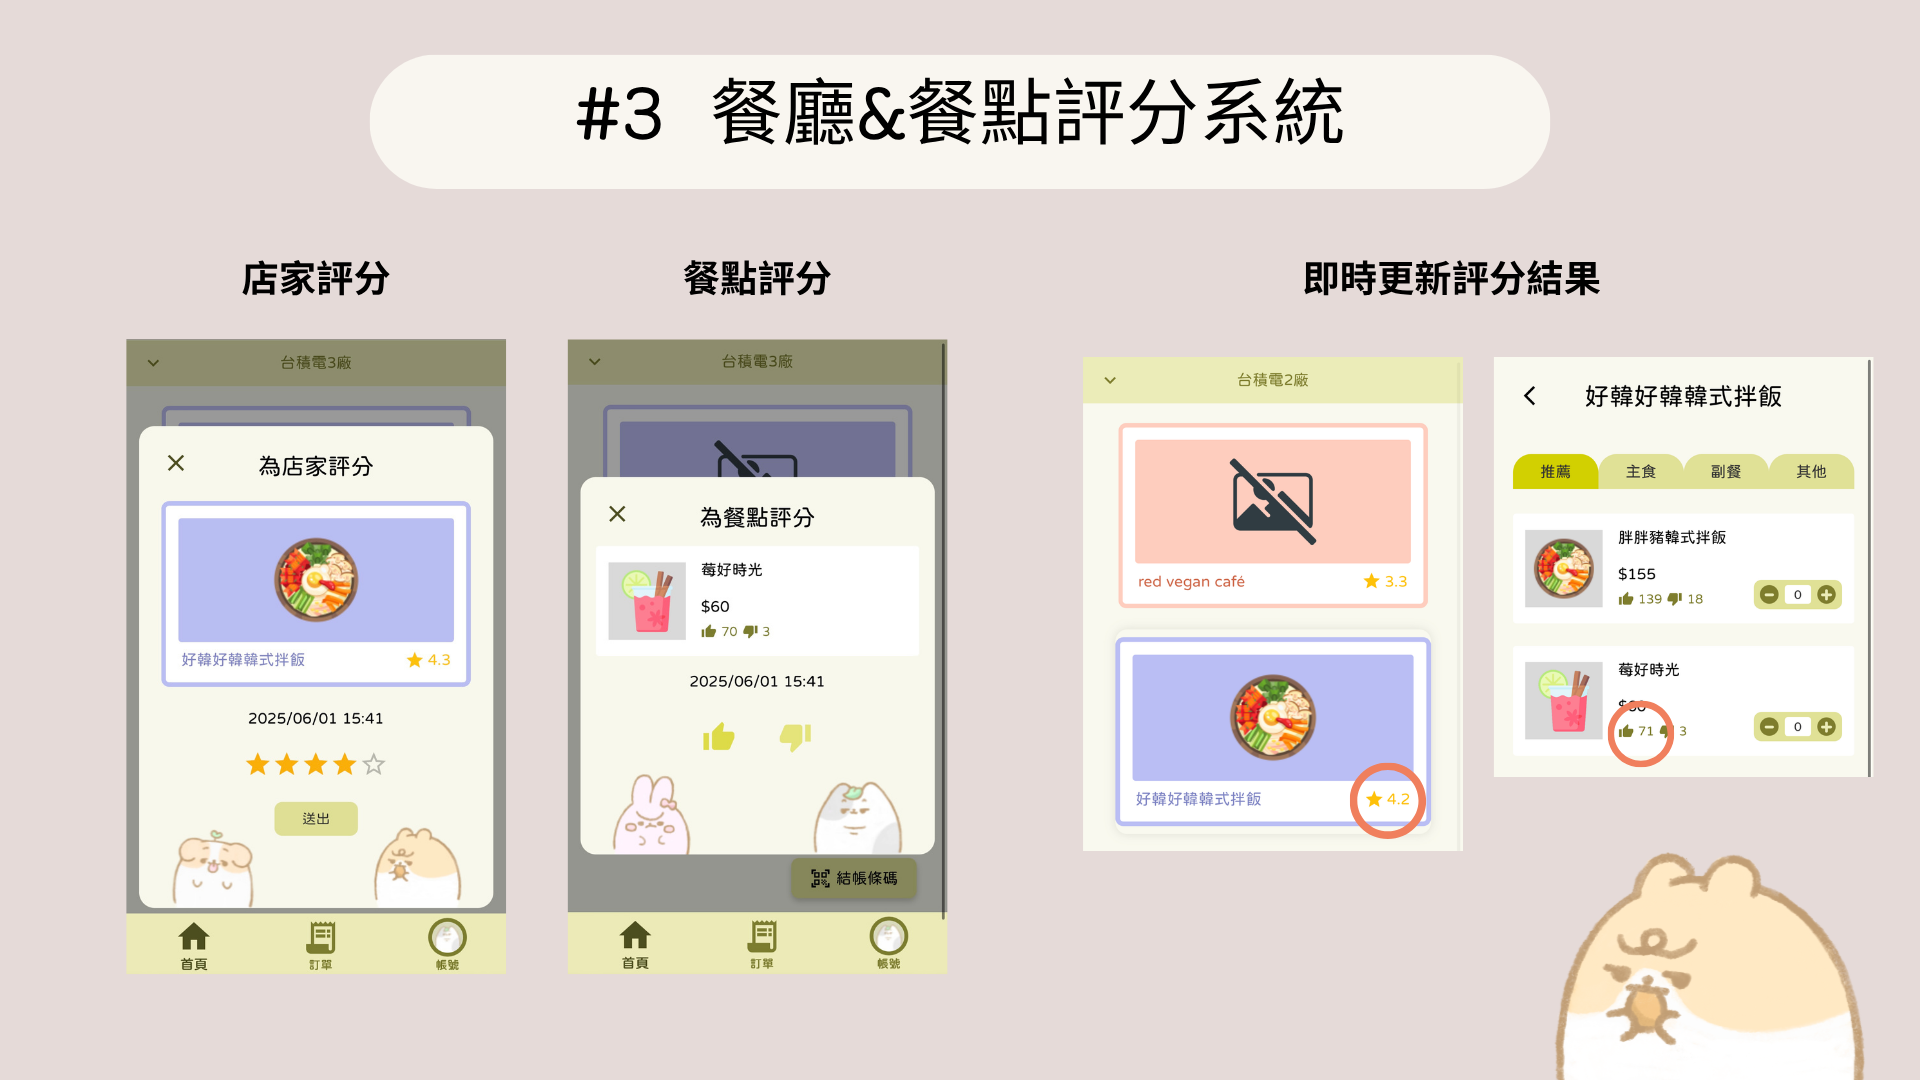 #3 餐廳&餐點評分系統
店家評分
台積電3廠
為店家評分
好韓好韓韓式拌飯
4.3
2025/06/01 15:41
送出
首頁
訂單
帳號
餐點評分
台積電3廠
為餐點評分
莓好時光
$60
70 3
2025/06/01 15:41
結帳條碼
首頁
訂單
帳號
即時更新評分結果
台積電2廠
red vegan café
3.3
好韓好韓韓式拌飯
4.2
好韓好韓韓式拌飯
推薦 主食 副餐 其他
胖胖豬韓式拌飯
$155
139 18
0
莓好時光
$60
71 3
0